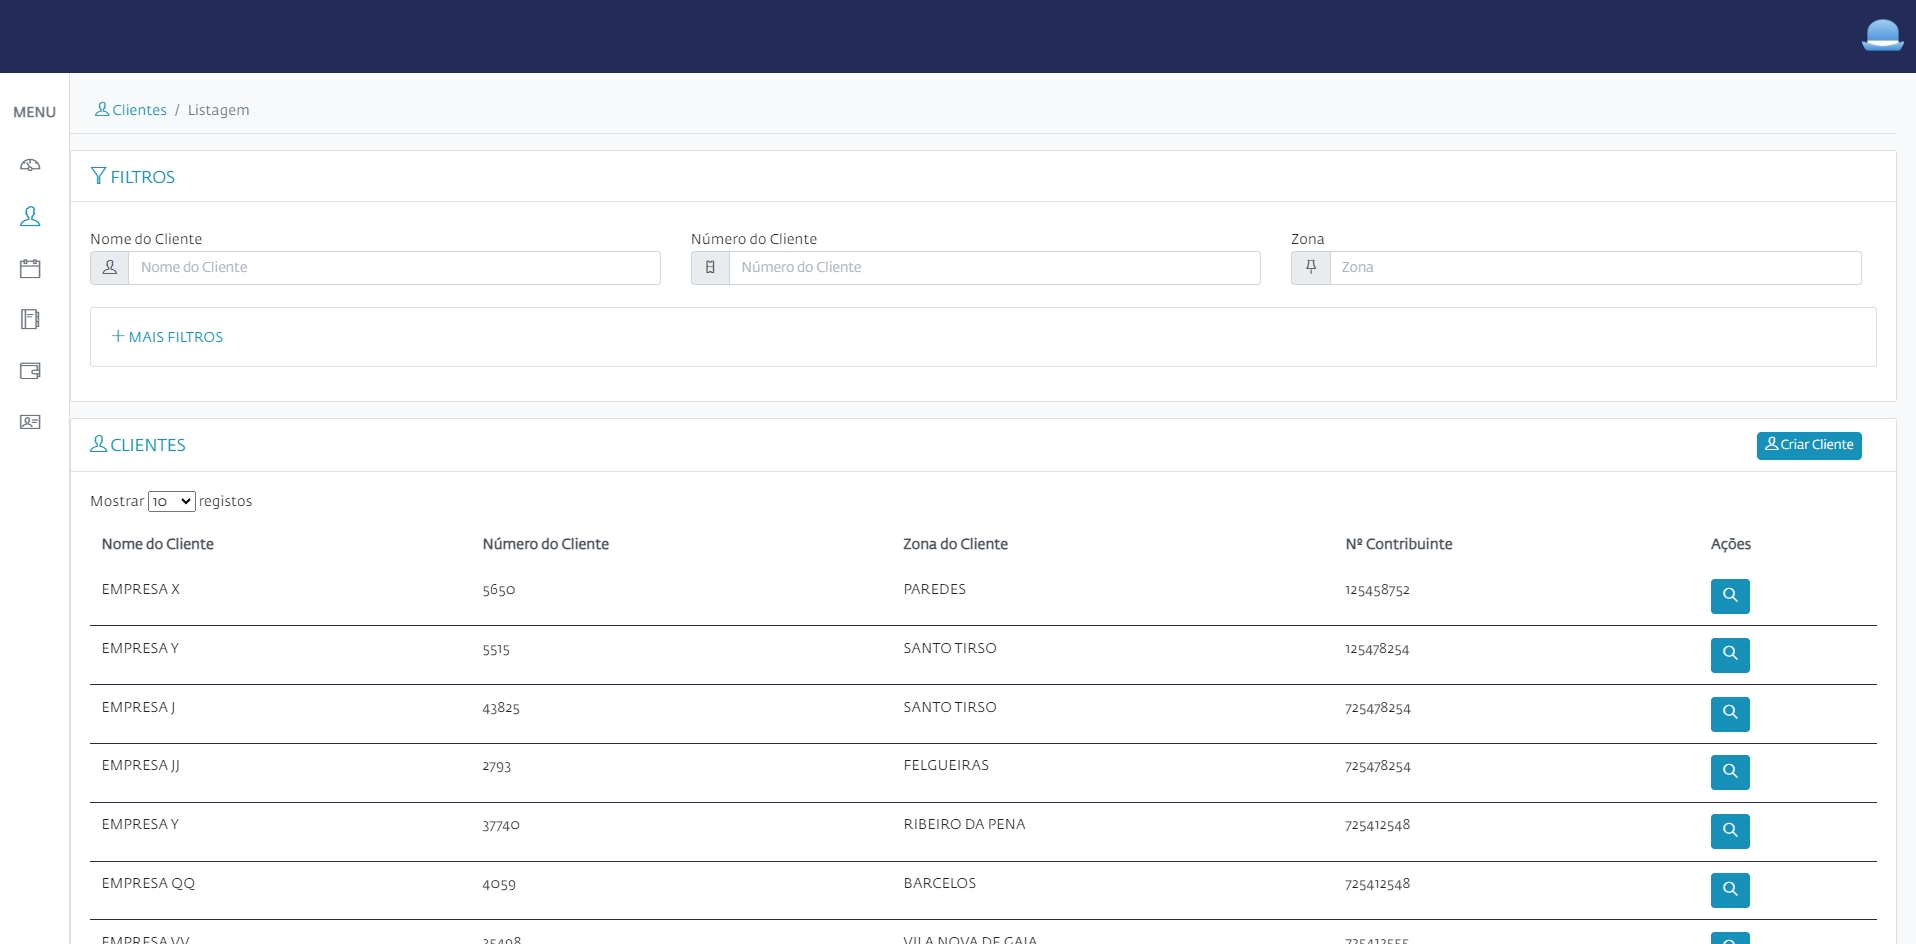 MENU
Clientes / Listagem
FILTROS
Nome do Cliente Número do Cliente Zona
Nome do Cliente Número do Cliente Zona
MAIS FILTROS
CLIENTES Criar Cliente
Mostrar 10 registos
Nome do Cliente Número do Cliente Zona do Cliente Nº Contribuinte Ações
EMPRESA X 5650 PAREDES 125458752
EMPRESA Y 5515 SANTO TIRSO 125478254
EMPRESA J 43825 SANTO TIRSO 725478254
EMPRESA JJ 2793 FELGUEIRAS 725478254
EMPRESA Y 37740 RIBEIRO DA PENA 725412548
EMPRESA QQ 4059 BARCELOS 725412548
EMPRESA VV 35498 VILA NOVA DE GAIA 725412555